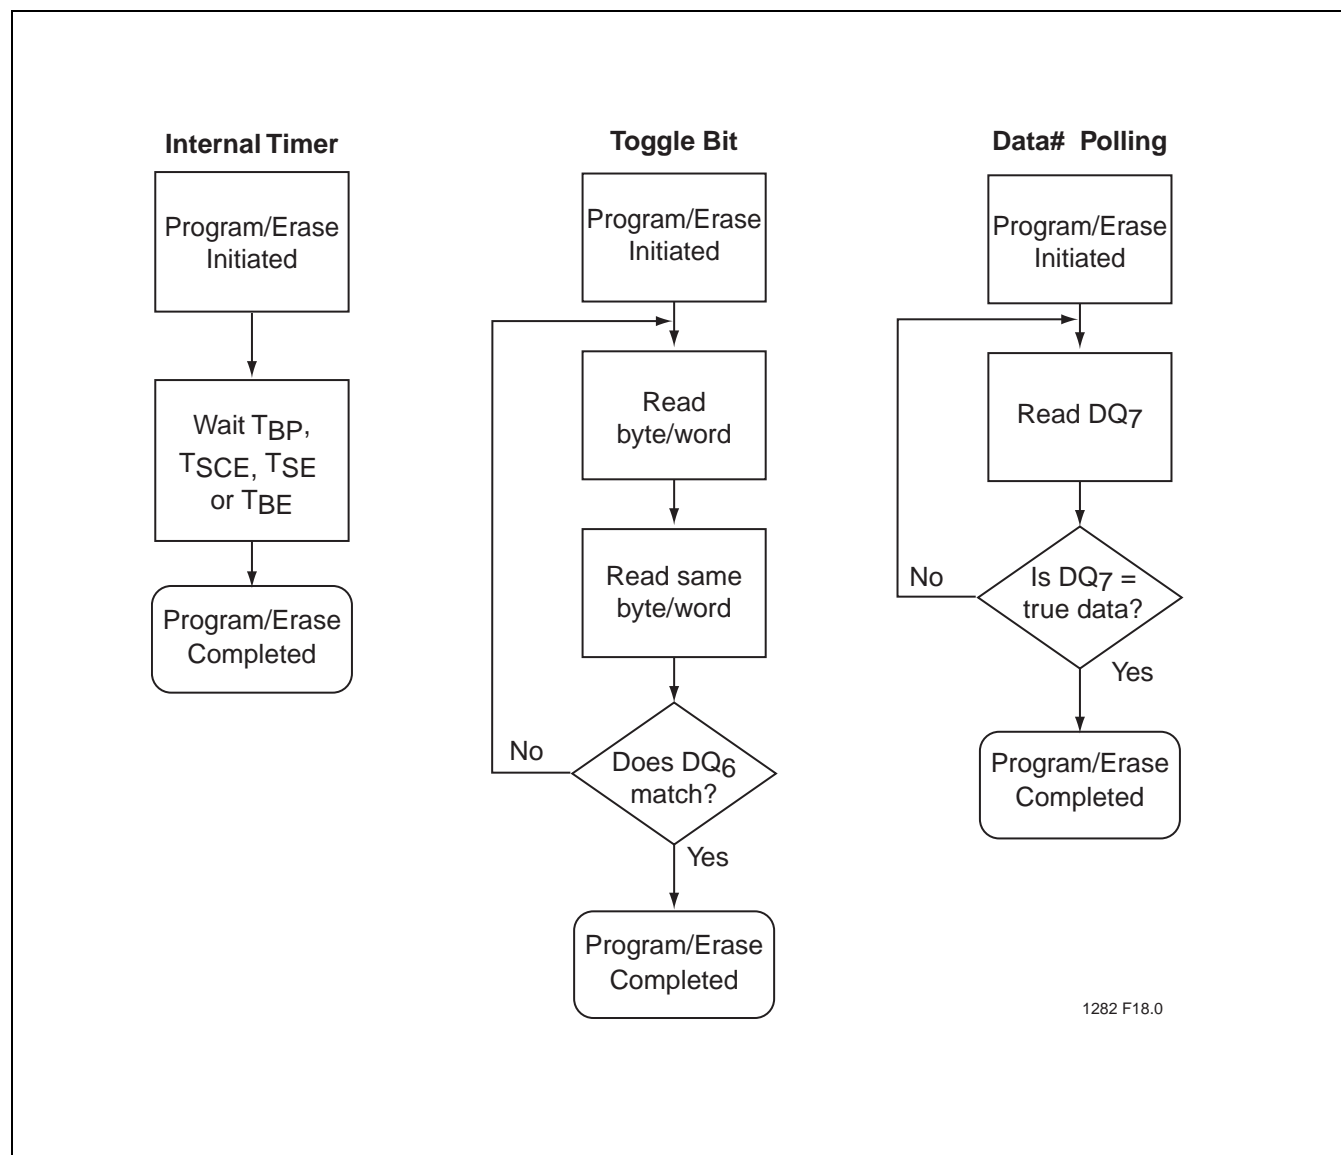 Internal Timer
Program/Erase
Initiated
Wait TBP,
TSCE, TSE
or TBE
Program/Erase
Completed
Toggle Bit
Program/Erase
Initiated
Read
byte/word
Read same
byte/word
Does DQ6
match?
No
Yes
Program/Erase
Completed
Data# Polling
Program/Erase
Initiated
Read DQ7
Is DQ7 =
true data?
No
Yes
Program/Erase
Completed
1282 F18.0